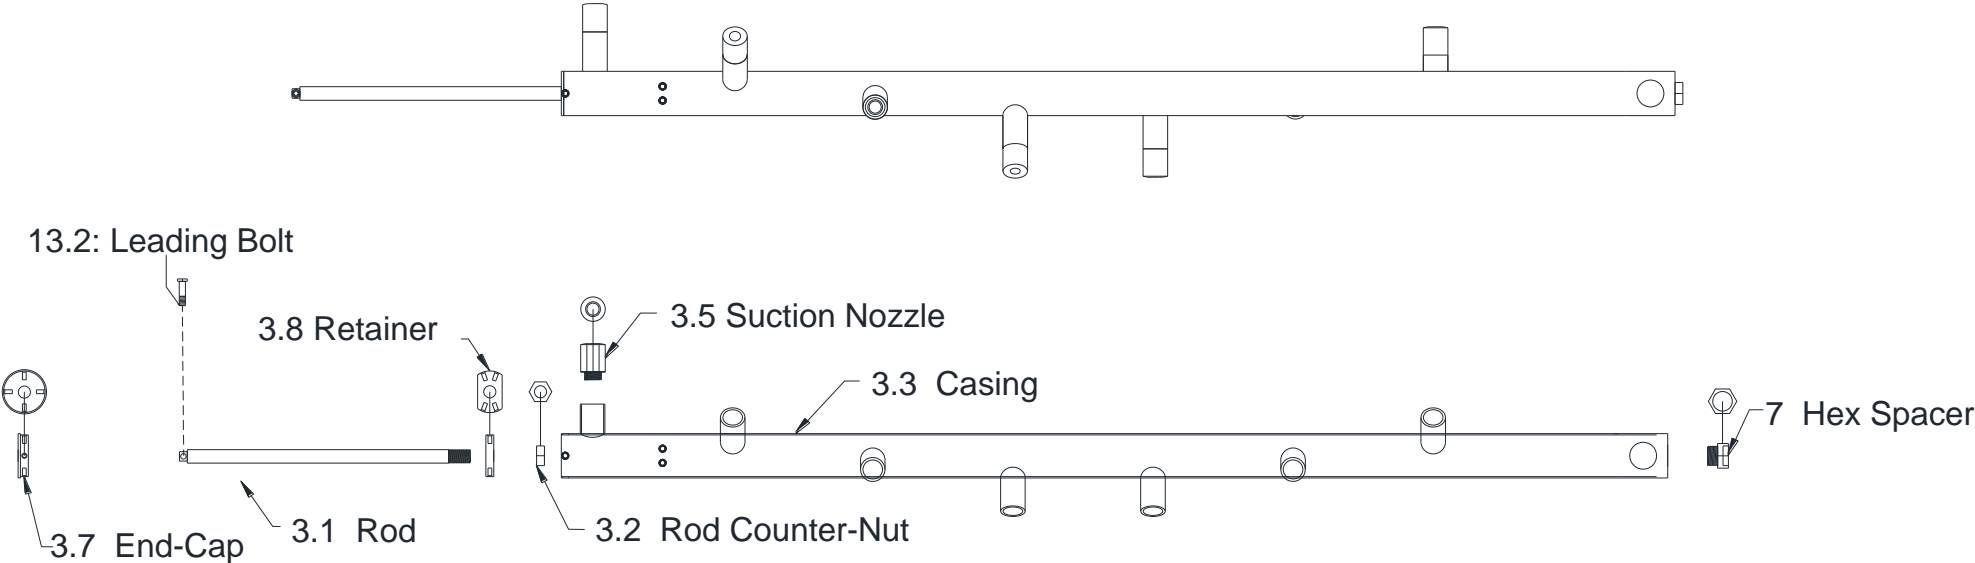 13.2: Leading Bolt
3.8 Retainer
3.5 Suction Nozzle
3.3  Casing
7  Hex Spacer
3.7  End-Cap
3.1  Rod
3.2  Rod Counter-Nut